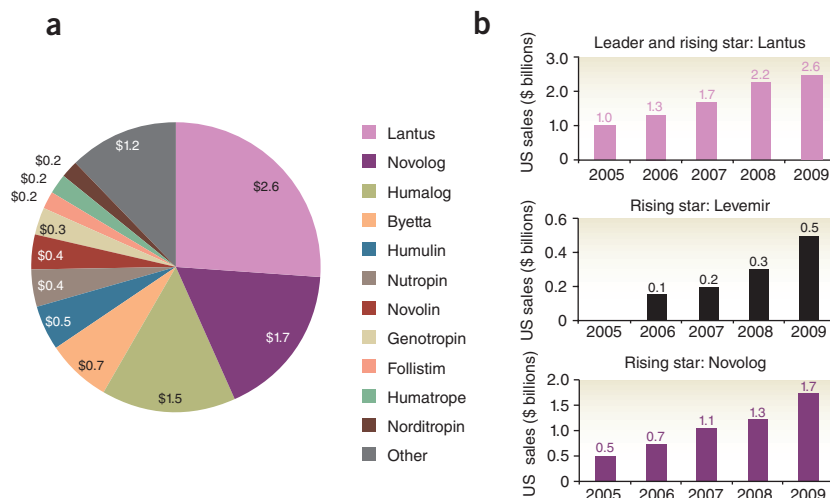 a
$2.6
$1.7
$1.5
$0.7
$0.5
$0.4
$0.4
$0.3
$0.2
$0.2
$0.2
$1.2
Lantus
Novolog
Humalog
Byetta
Humulin
Nutropin
Novolin
Genotropin
Follistim
Humatrope
Norditropin
Other
b
Leader and rising star: Lantus
US sales ($ billions)
3.0
2.0
1.0
0
1.0
1.3
1.7
2.2
2.6
2005 2006 2007 2008 2009
Rising star: Levemir
US sales ($ billions)
0.6
0.4
0.2
0
0.1
0.2
0.3
0.5
2005 2006 2007 2008 2009
Rising star: Novolog
US sales ($ billions)
2.0
1.5
1.0
0.5
0
0.5
0.7
1.1
1.3
1.7
2005 2006 2007 2008 2009